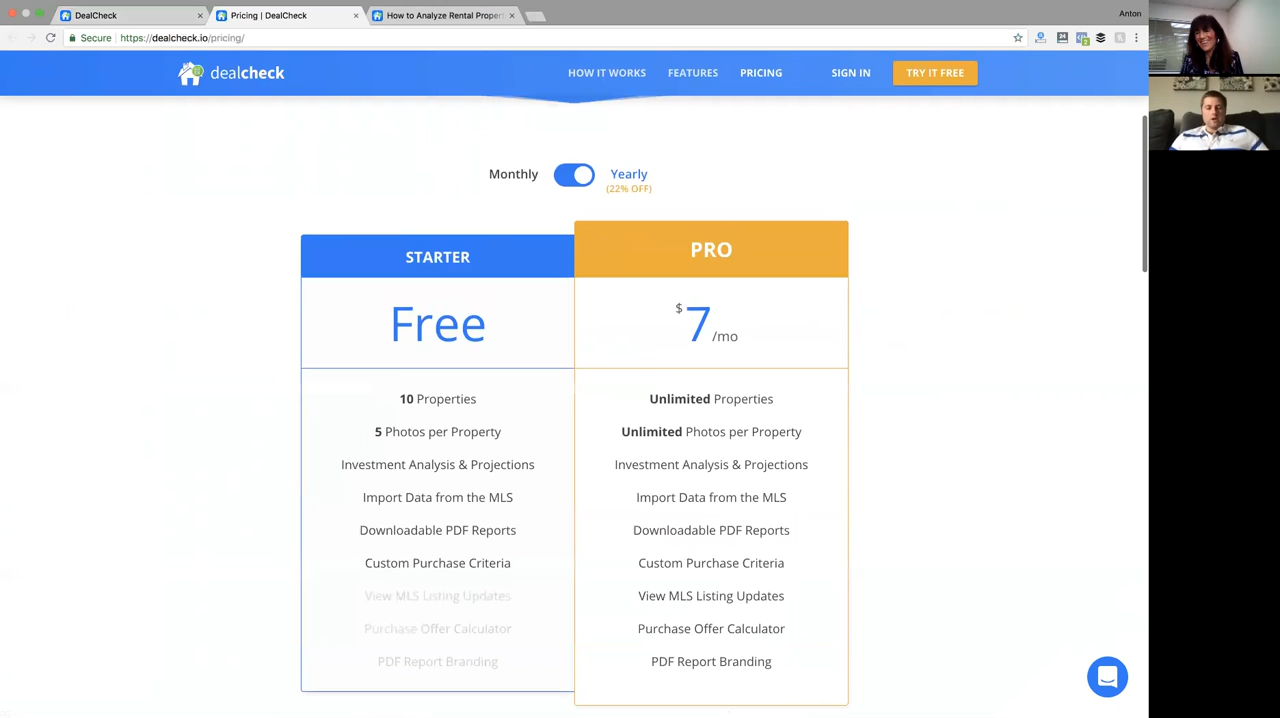 DealCheck
Pricing | DealCheck
How to Analyze Rental Proper
Anton
Secure
https://dealcheck.io/pricing/
24
2
dealcheck
HOW IT WORKS
FEATURES
PRICING
SIGN IN
TRY IT FREE
Monthly
Yearly
(22% OFF)
STARTER
Free
10 Properties
5 Photos per Property
Investment Analysis & Projections
Import Data from the MLS
Downloadable PDF Reports
Custom Purchase Criteria
View MLS Listing Updates
Purchase Offer Calculator
PDF Report Branding
PRO
$7/mo
Unlimited Properties
Unlimited Photos per Property
Investment Analysis & Projections
Import Data from the MLS
Downloadable PDF Reports
Custom Purchase Criteria
View MLS Listing Updates
Purchase Offer Calculator
PDF Report Branding